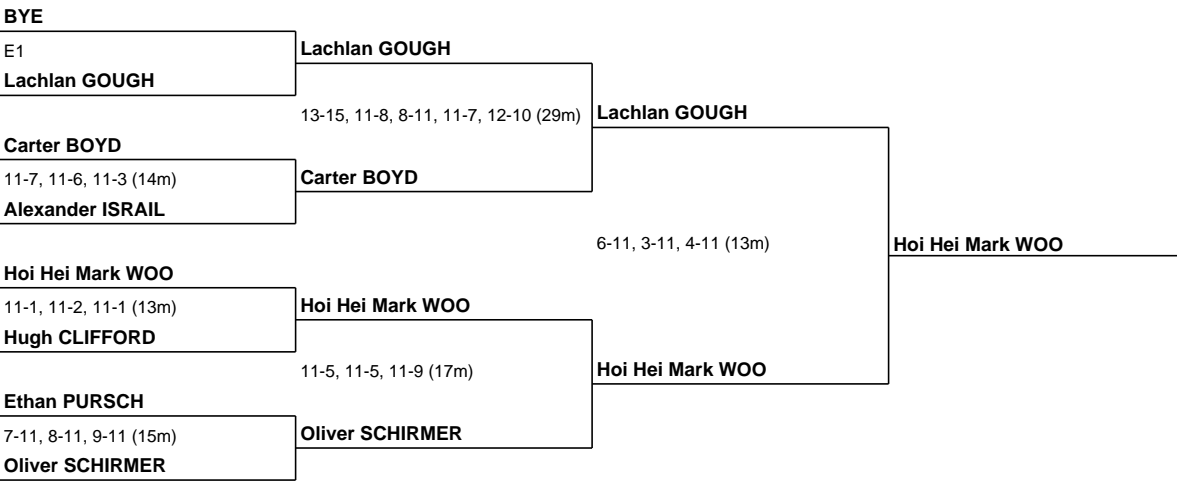 BYE
E1
Lachlan GOUGH
Lachlan GOUGH
13-15, 11-8, 8-11, 11-7, 12-10 (29m)
Lachlan GOUGH
Carter BOYD
11-7, 11-6, 11-3 (14m)
Carter BOYD
Alexander ISRAIL
6-11, 3-11, 4-11 (13m)
Hoi Hei Mark WOO
Hoi Hei Mark WOO
11-1, 11-2, 11-1 (13m)
Hoi Hei Mark WOO
Hugh CLIFFORD
11-5, 11-5, 11-9 (17m)
Hoi Hei Mark WOO
Ethan PURSCH
7-11, 8-11, 9-11 (15m)
Oliver SCHIRMER
Oliver SCHIRMER